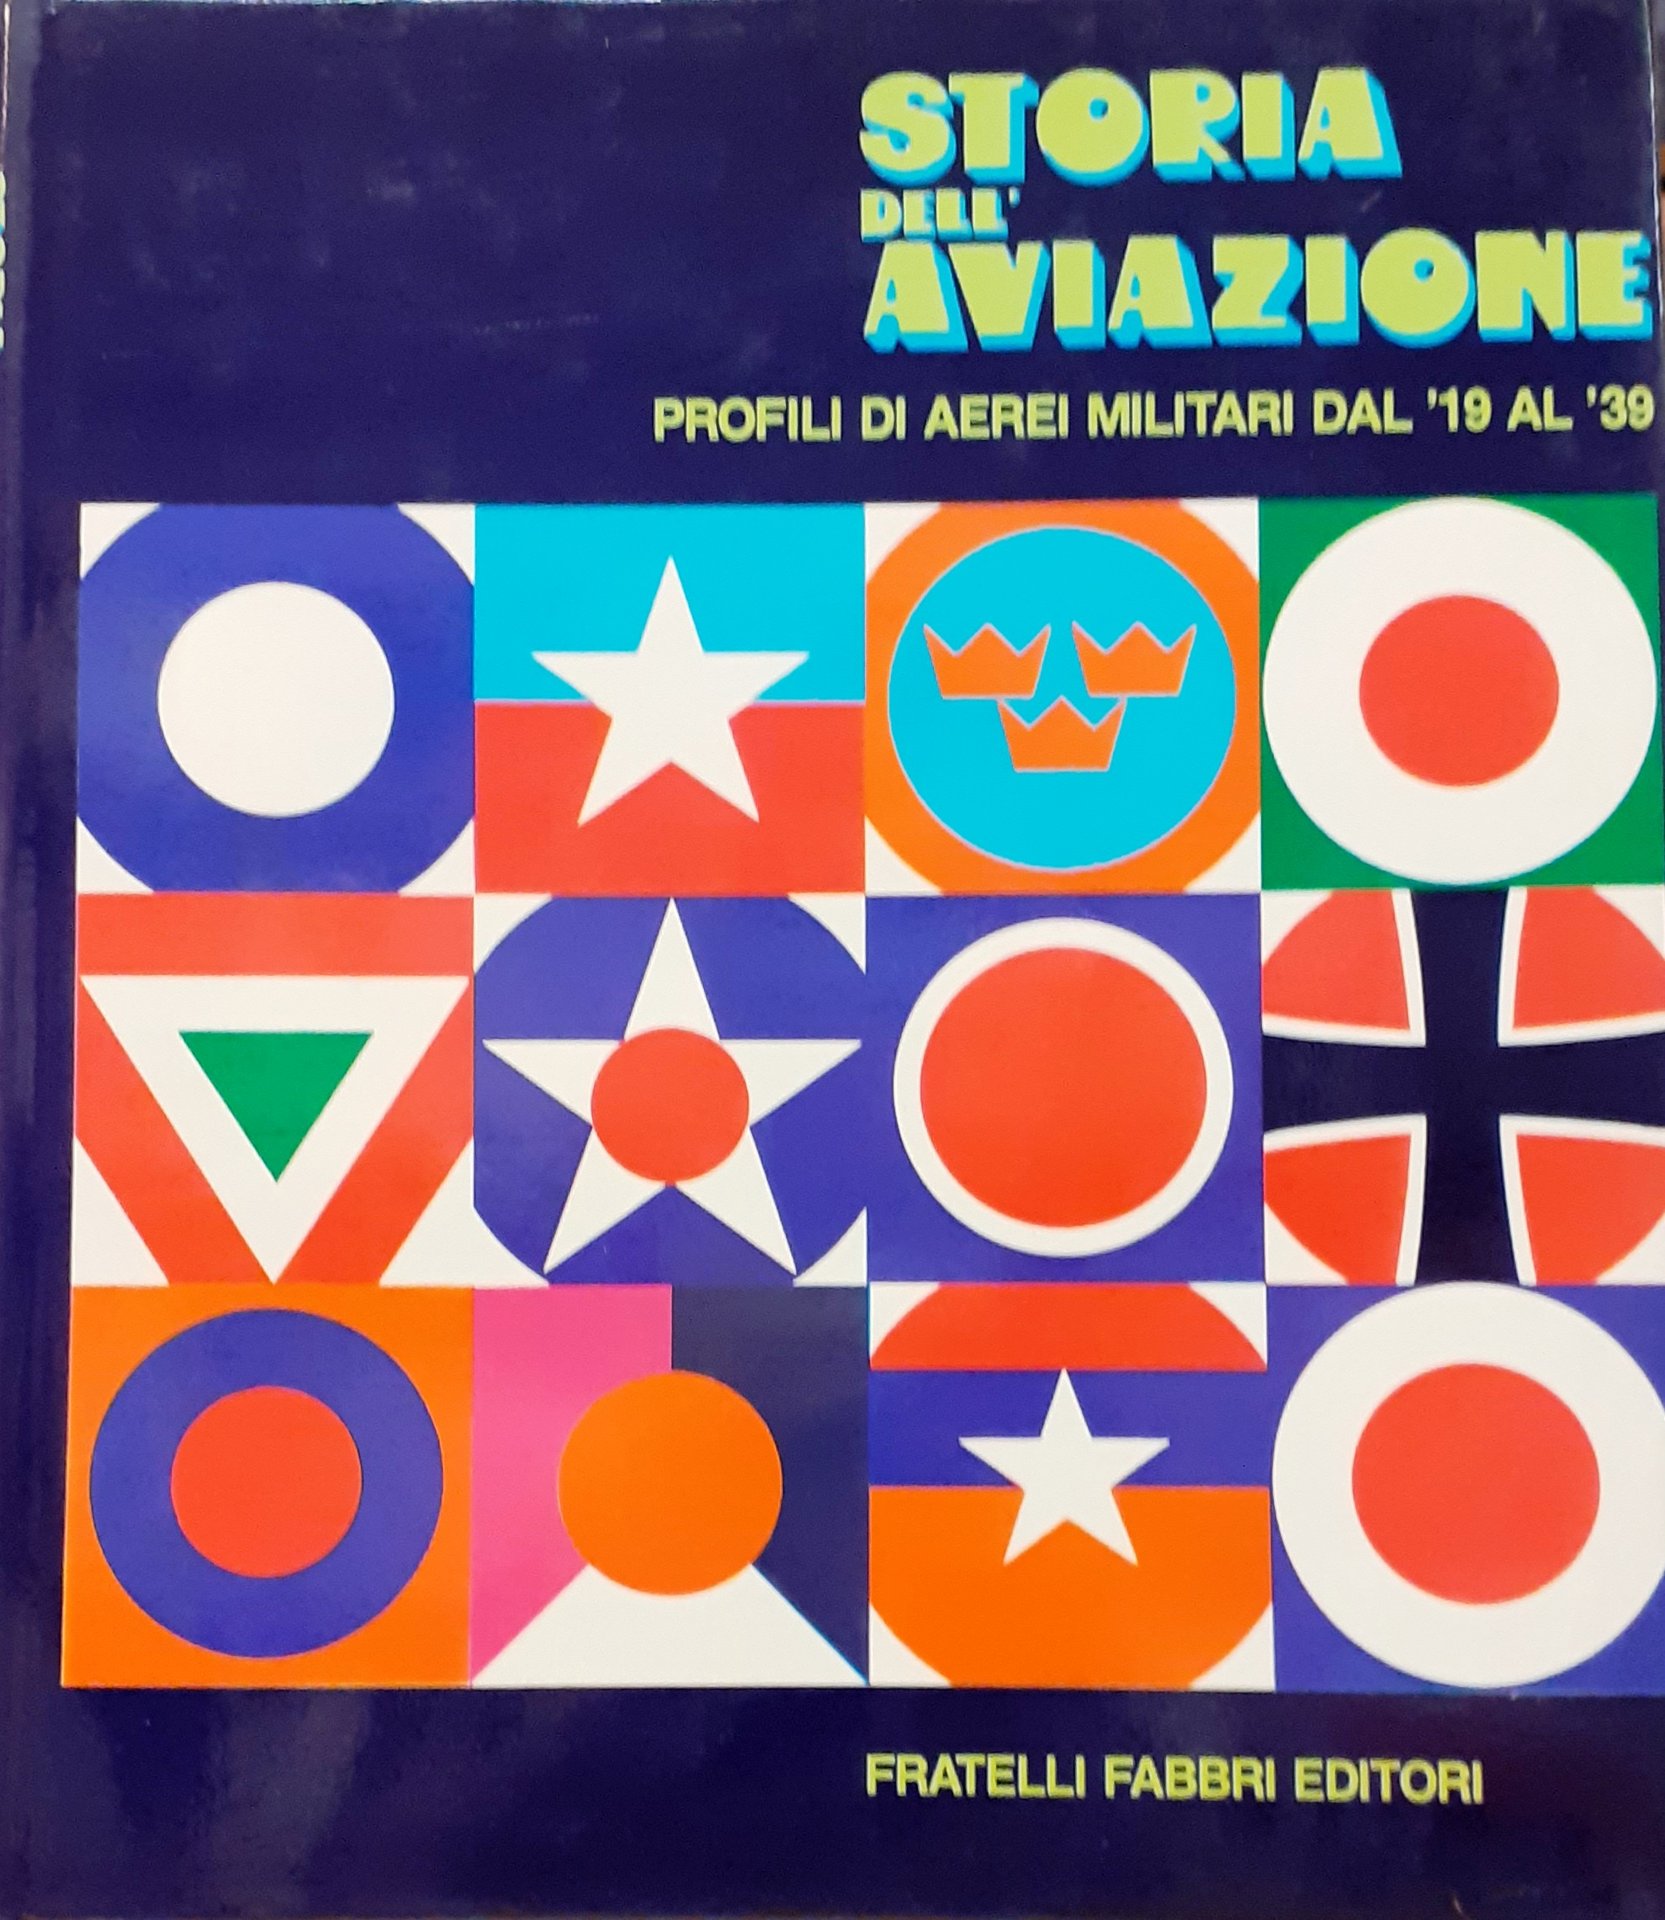 STORIA
DELL'
AVIAZIONE
PROFILI DI AEREI MILITARI DAL '19 AL '39
FRATELLI FABBRI EDITORI